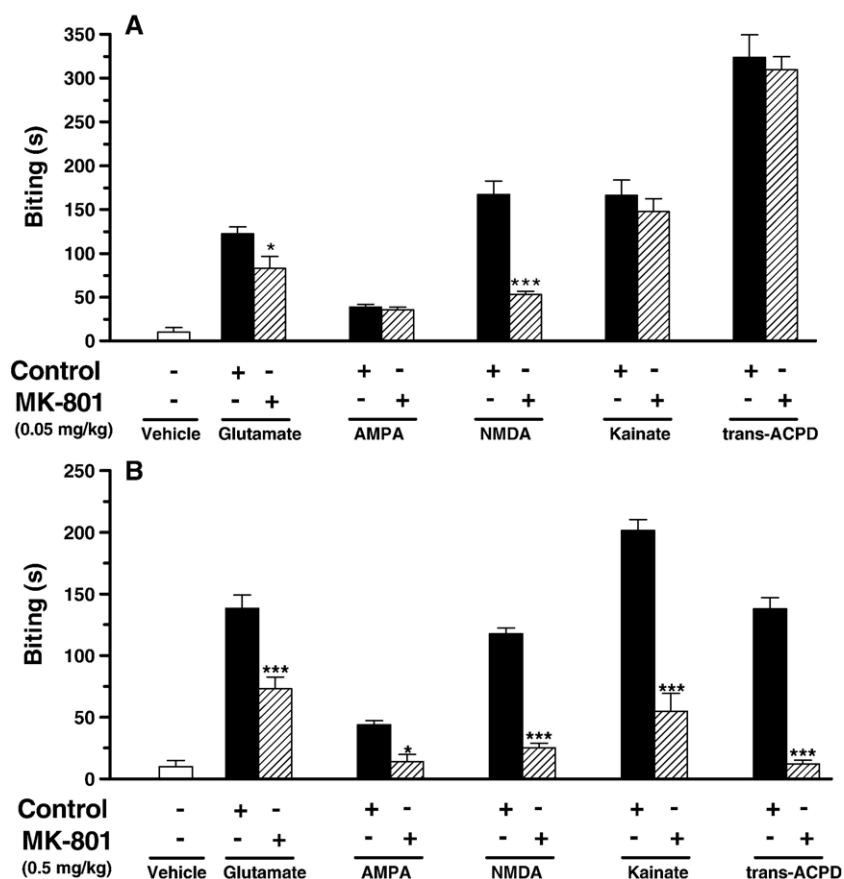 A
350
300
250
200
150
100
50
0
Biting (s)
* *** 
Control - + - + - + - + - + -
MK-801 - - + - + - + - + - +
(0.05 mg/kg) Vehicle Glutamate AMPA NMDA Kainate trans-ACPD
B
250
200
150
100
50
0
Biting (s)
*** * *** *** ***
Control - + - + - + - + - + -
MK-801 - - + - + - + - + - +
(0.5 mg/kg) Vehicle Glutamate AMPA NMDA Kainate trans-ACPD